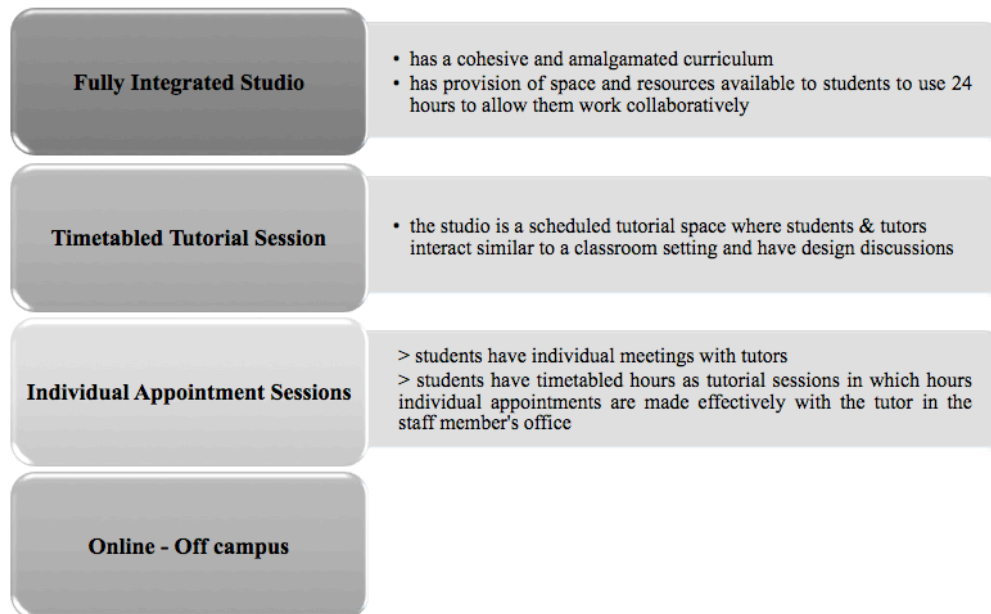 Fully Integrated Studio
• has a cohesive and amalgamated curriculum
• has provision of space and resources available to students to use 24
hours to allow them work collaboratively
Timetabled Tutorial Session
• the studio is a scheduled tutorial space where students & tutors
interact similar to a classroom setting and have design discussions
Individual Appointment Sessions
> students have individual meetings with tutors
> students have timetabled hours as tutorial sessions in which hours
individual appointments are made effectively with the tutor in the
staff member's office
Online - Off campus